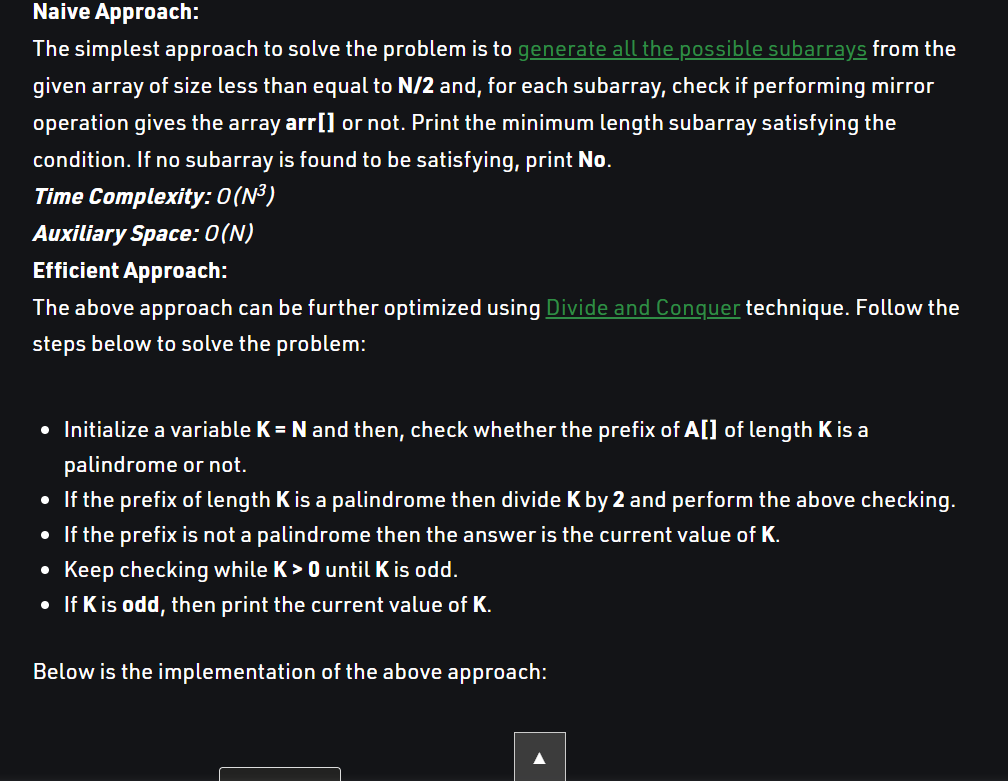 Naive Approach:
The simplest approach to solve the problem is to generate all the possible subarrays from the
given array of size less than equal to N/2 and, for each subarray, check if performing mirror
operation gives the array arr[] or not. Print the minimum length subarray satisfying the
condition. If no subarray is found to be satisfying, print No.
Time Complexity: O(N³)
Auxiliary Space: O(N)
Efficient Approach:
The above approach can be further optimized using Divide and Conquer technique. Follow the
steps below to solve the problem:
• Initialize a variable K = N and then, check whether the prefix of A[] of length K is a
palindrome or not.
• If the prefix of length K is a palindrome then divide K by 2 and perform the above checking.
• If the prefix is not a palindrome then the answer is the current value of K.
• Keep checking while K > 0 until K is odd.
• If K is odd, then print the current value of K.
Below is the implementation of the above approach: